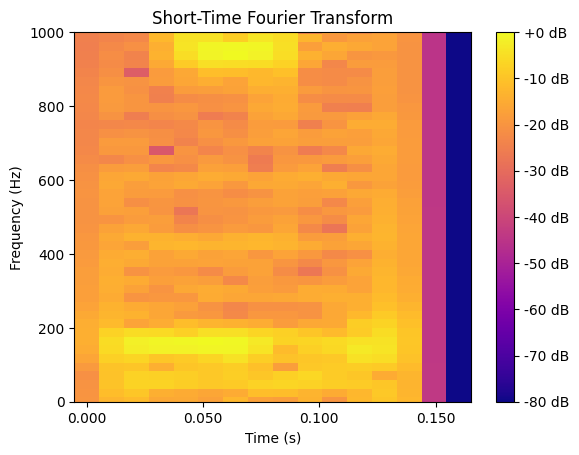 Short-Time Fourier Transform
1000
800
600
400
200
0
Frequency (Hz)
0.000
0.050
0.100
0.150
Time (s)
+0 dB
-10 dB
-20 dB
-30 dB
-40 dB
-50 dB
-60 dB
-70 dB
-80 dB